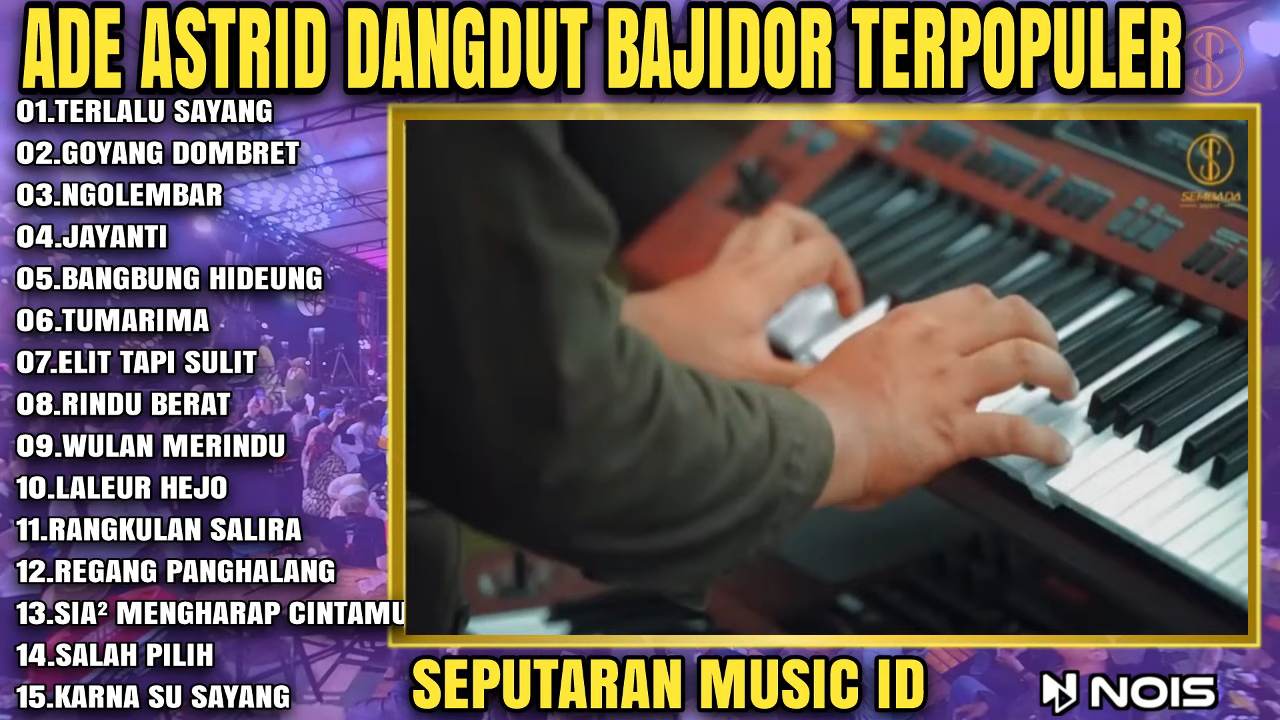 ADE ASTRID DANGDUT BAJIDOR TERPOPULER
01.TERLALU SAYANG
02.GOYANG DOMBRET
03.NGOLEMBAR
04.JAYANTI
05.BANGBUNG HIDEUNG
06.TUMARIMA
07.ELIT TAPI SULIT
08.RINDU BERAT
09.WULAN MERINDU
10.LALEUR HEJO
11.RANGKULAN SALIRA
12.REGANG PANGHALANG
13.SIA² MENGHARAP CINTAMU
14.SALAH PILIH
15.KARNA SU SAYANG
SEMBADA
MUSIC
SEPUTARAN MUSIC ID
NOIS